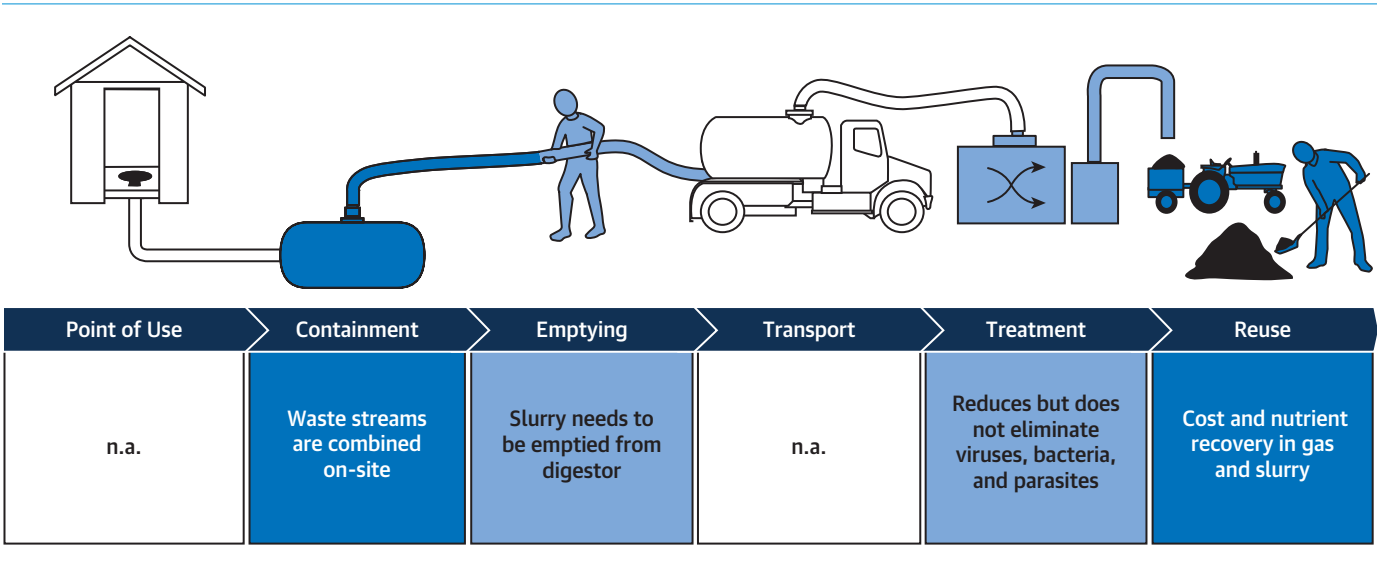 Point of Use
Containment
Emptying
Transport
Treatment
Reuse
n.a.
Waste streams
are combined
on-site
Slurry needs to
be emptied from
digestor
n.a.
Reduces but does
not eliminate
viruses, bacteria,
and parasites
Cost and nutrient
recovery in gas
and slurry